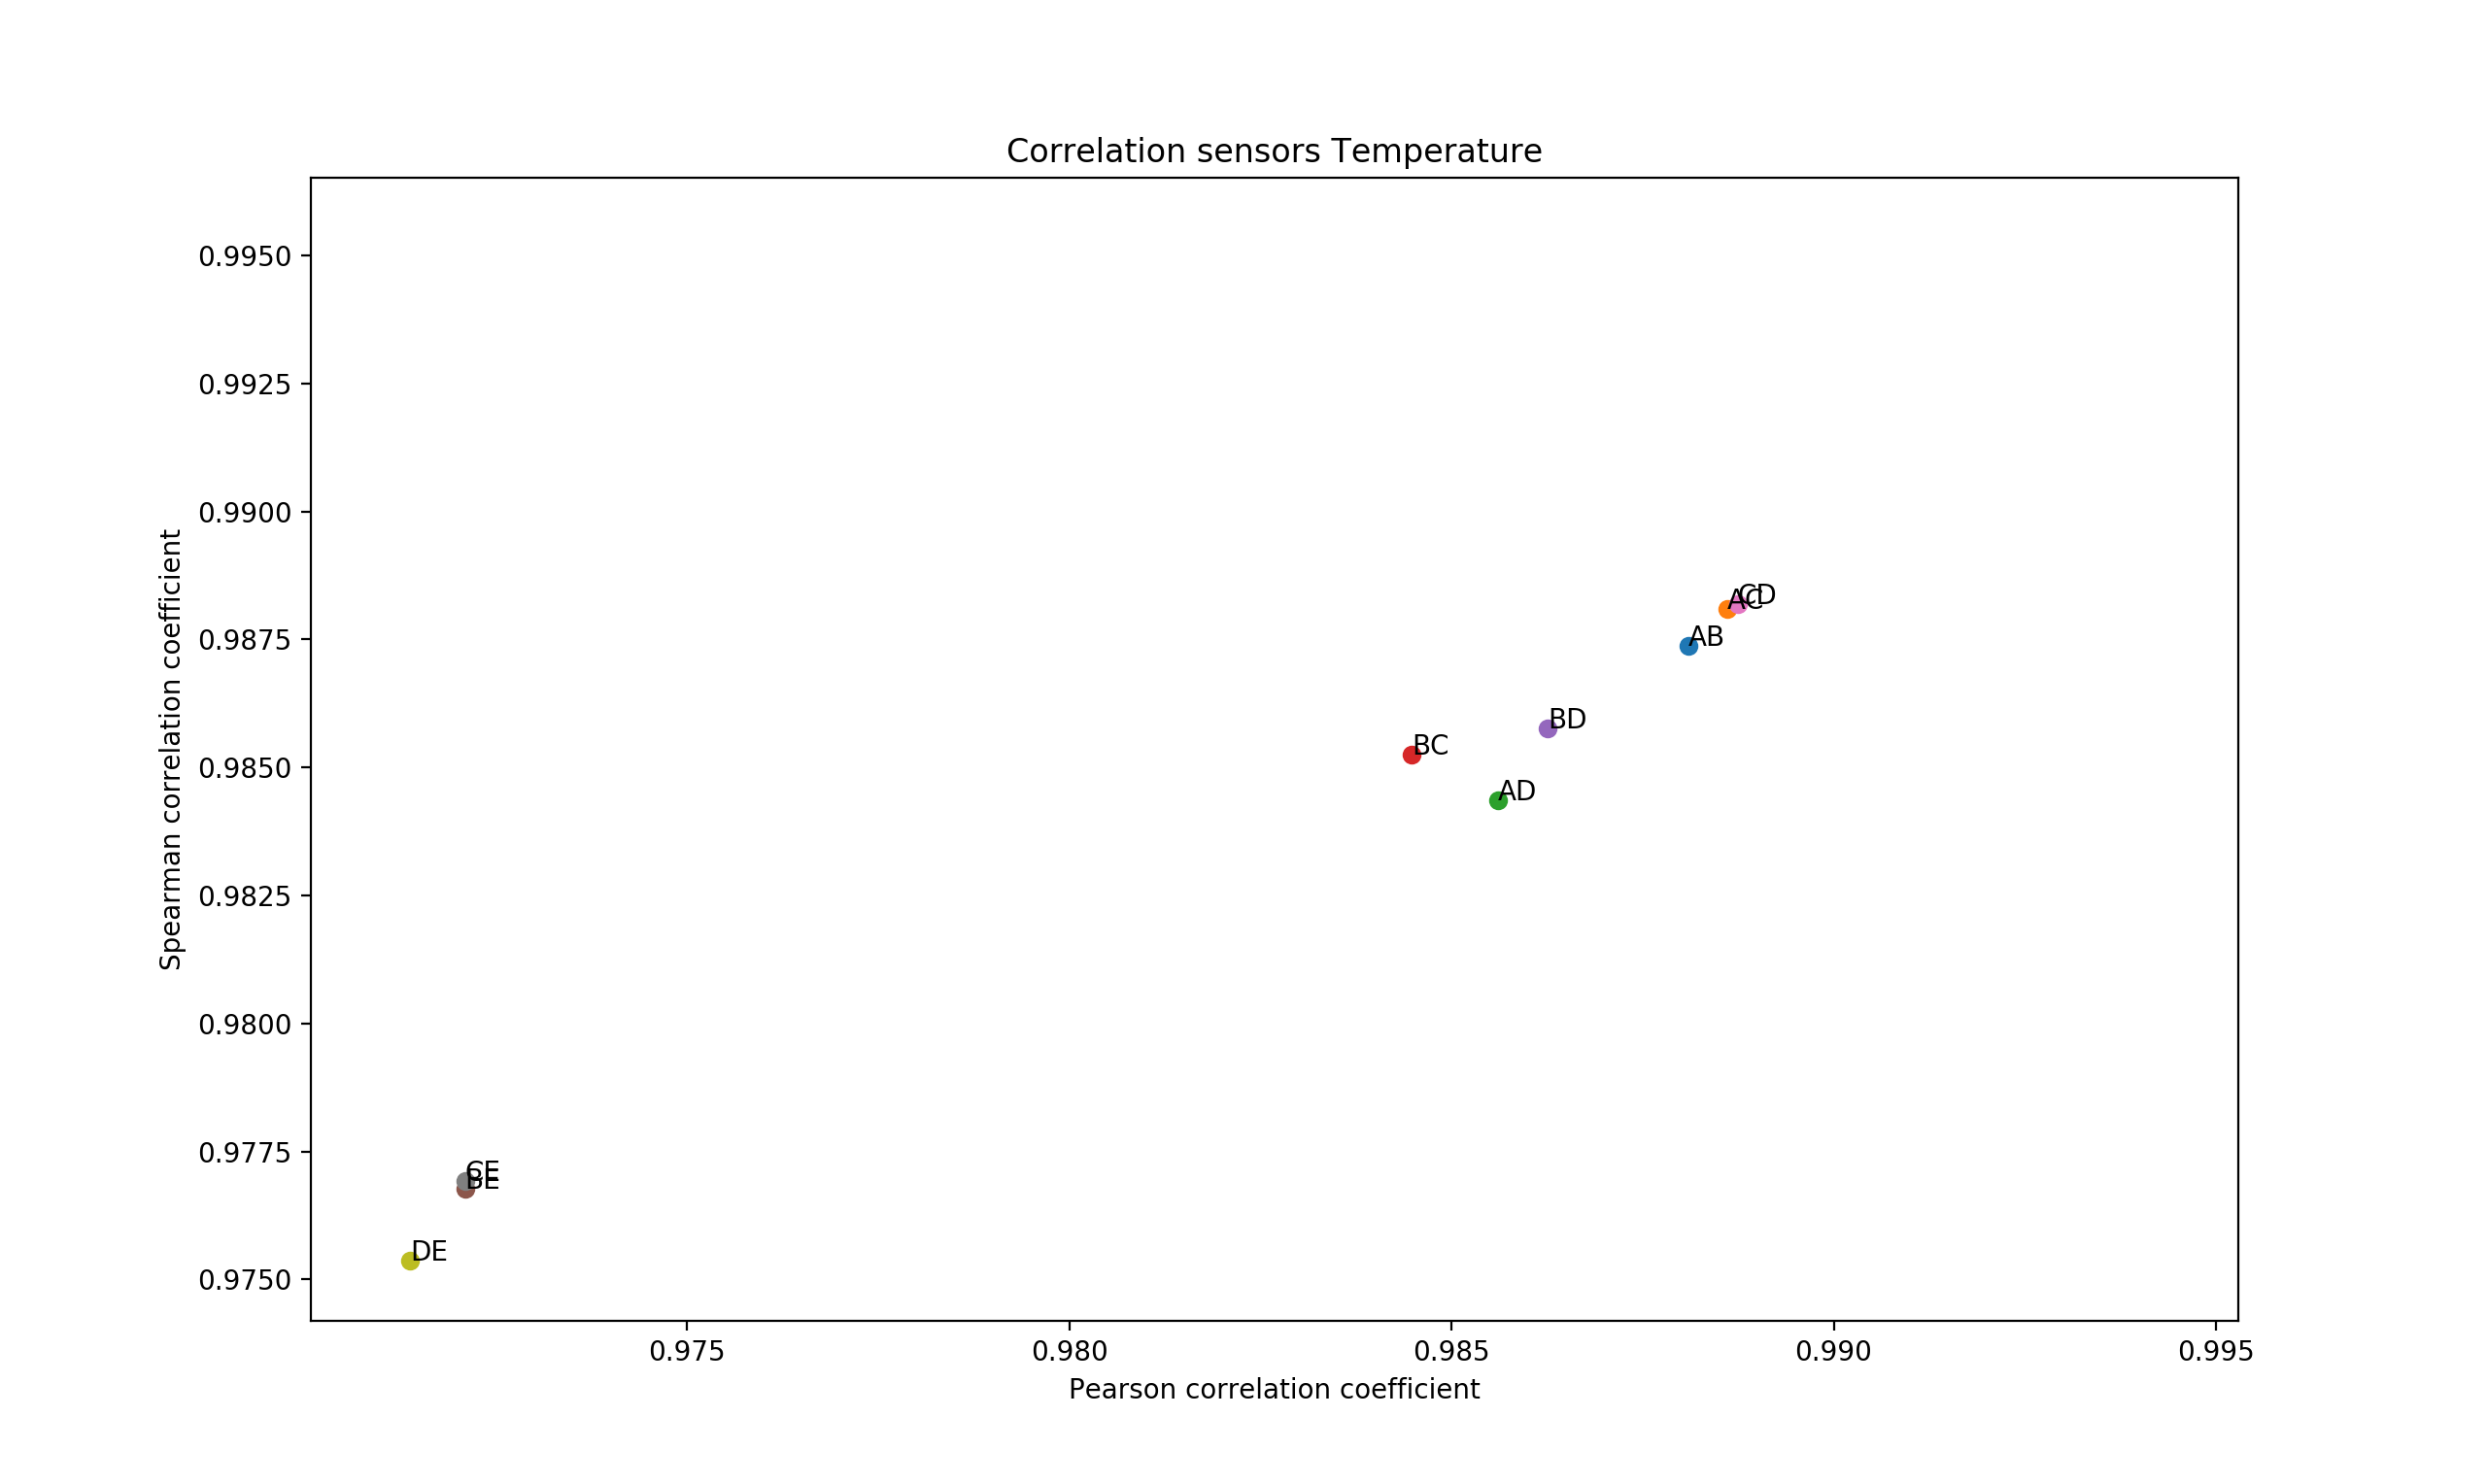 Correlation sensors Temperature
0.9950
0.9925
0.9900
0.9875
0.9850
0.9825
0.9800
0.9775
0.9750
Spearman correlation coefficient
CD
AC
AB
BD
BC
AD
CE
BE
DE
0.975 0.980 0.985 0.990 0.995
Pearson correlation coefficient